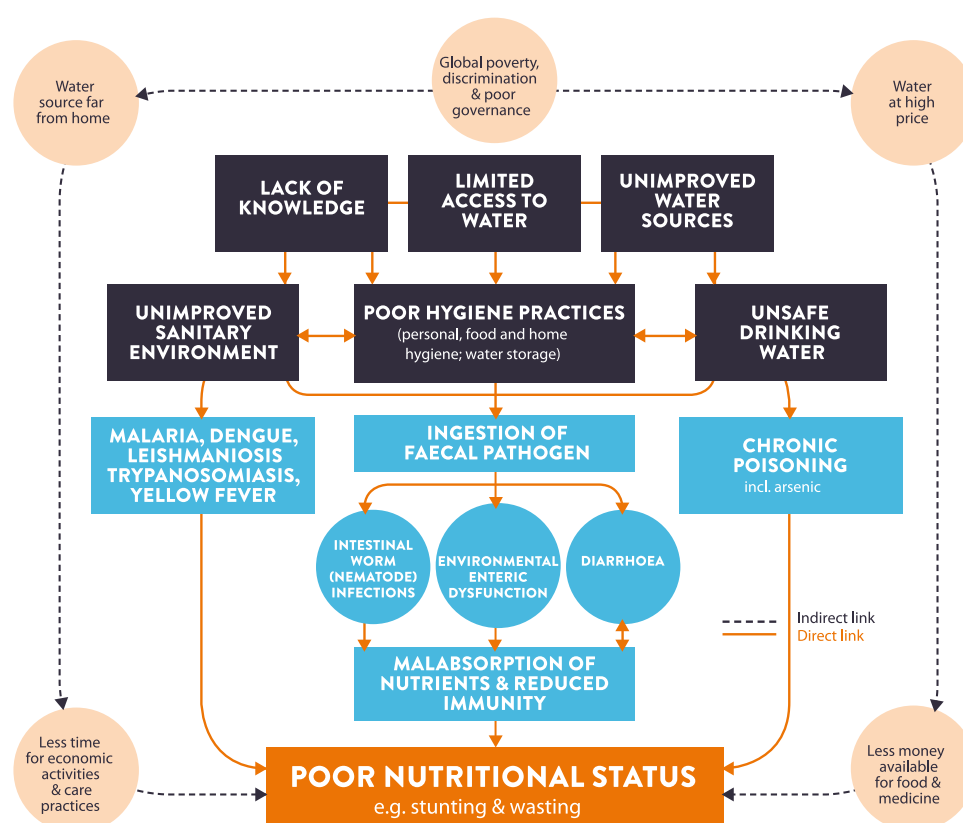 Global poverty,
discrimination
& poor
governance
Water
source far
from home
Water
at high
price
LACK OF
KNOWLEDGE
LIMITED
ACCESS TO
WATER
UNIMPROVED
WATER
SOURCES
UNIMPROVED
SANITARY
ENVIRONMENT
POOR HYGIENE PRACTICES
(personal, food and home
hygiene; water storage)
UNSAFE
DRINKING
WATER
MALARIA, DENGUE,
LEISHMANIOSIS
TRYPANOSOMIASIS,
YELLOW FEVER
INGESTION OF
FAECAL PATHOGEN
CHRONIC
POISONING
incl. arsenic
INTESTINAL
WORM
(NEMATODE)
INFECTIONS
ENVIRONMENTAL
ENTERIC
DYSFUNCTION
DIARRHOEA
Indirect link
Direct link
MALABSORPTION OF
NUTRIENTS & REDUCED
IMMUNITY
Less time
for economic
activities
& care
practices
POOR NUTRITIONAL STATUS
e.g. stunting & wasting
Less money
available
for food &
medicine